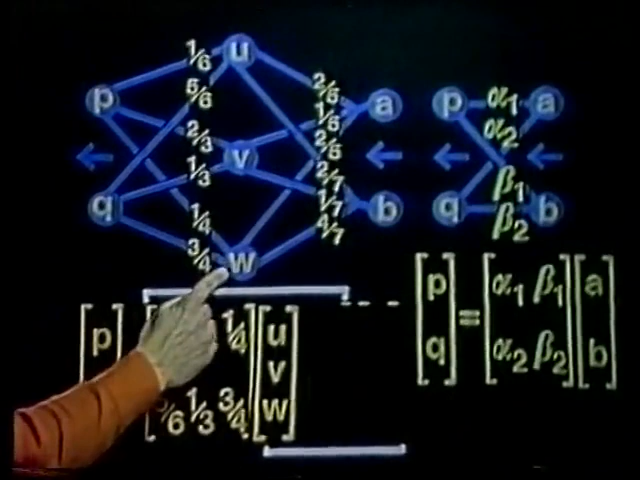 1/6 u
5/6 2/5
p 1/5 a p α1 a
2/3 2/5 α2
v
1/3 2/7
1/7 β1
q 1/4 b q β2 b
4/7
3/4 w
[p] [1/4] [u] [p] = [α1 β1] [a]
v
5/6 1/3 3/4 w q α2 β2 b